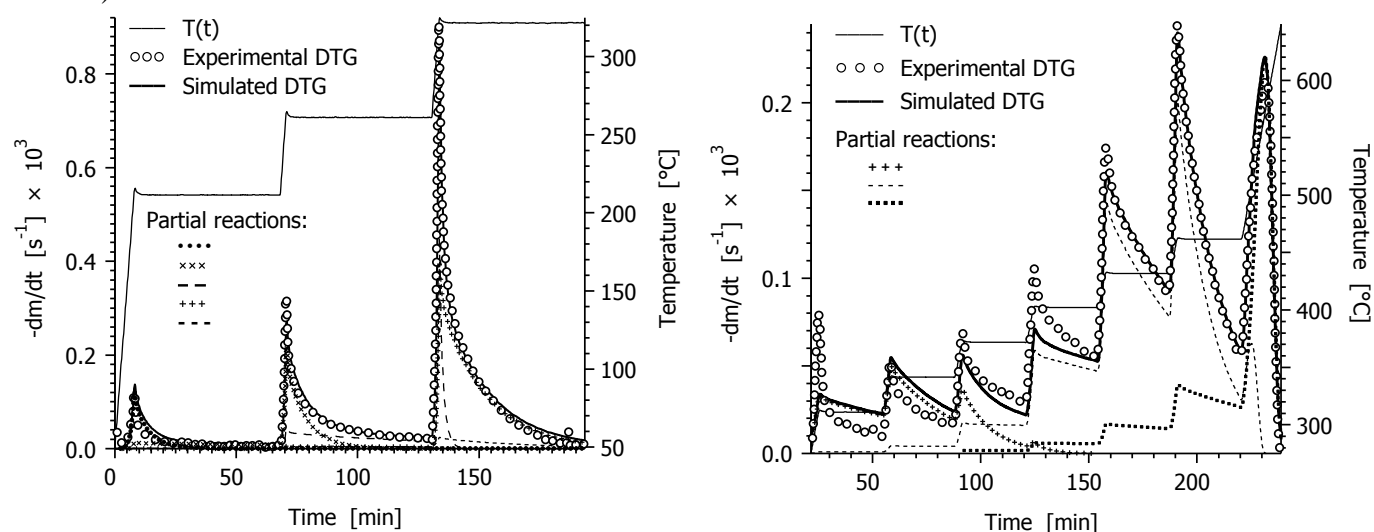 T(t)
Experimental DTG
Simulated DTG
Partial reactions:
-dm/dt [s⁻¹] × 10³
0.8
0.6
0.4
0.2
0.0
0
50
100
150
Time [min]
300
250
200
150
100
50
Temperature [°C]
T(t)
Experimental DTG
Simulated DTG
Partial reactions:
-dm/dt [s⁻¹] × 10³
0.2
0.1
0.0
50
100
150
200
Time [min]
600
500
400
300
Temperature [°C]